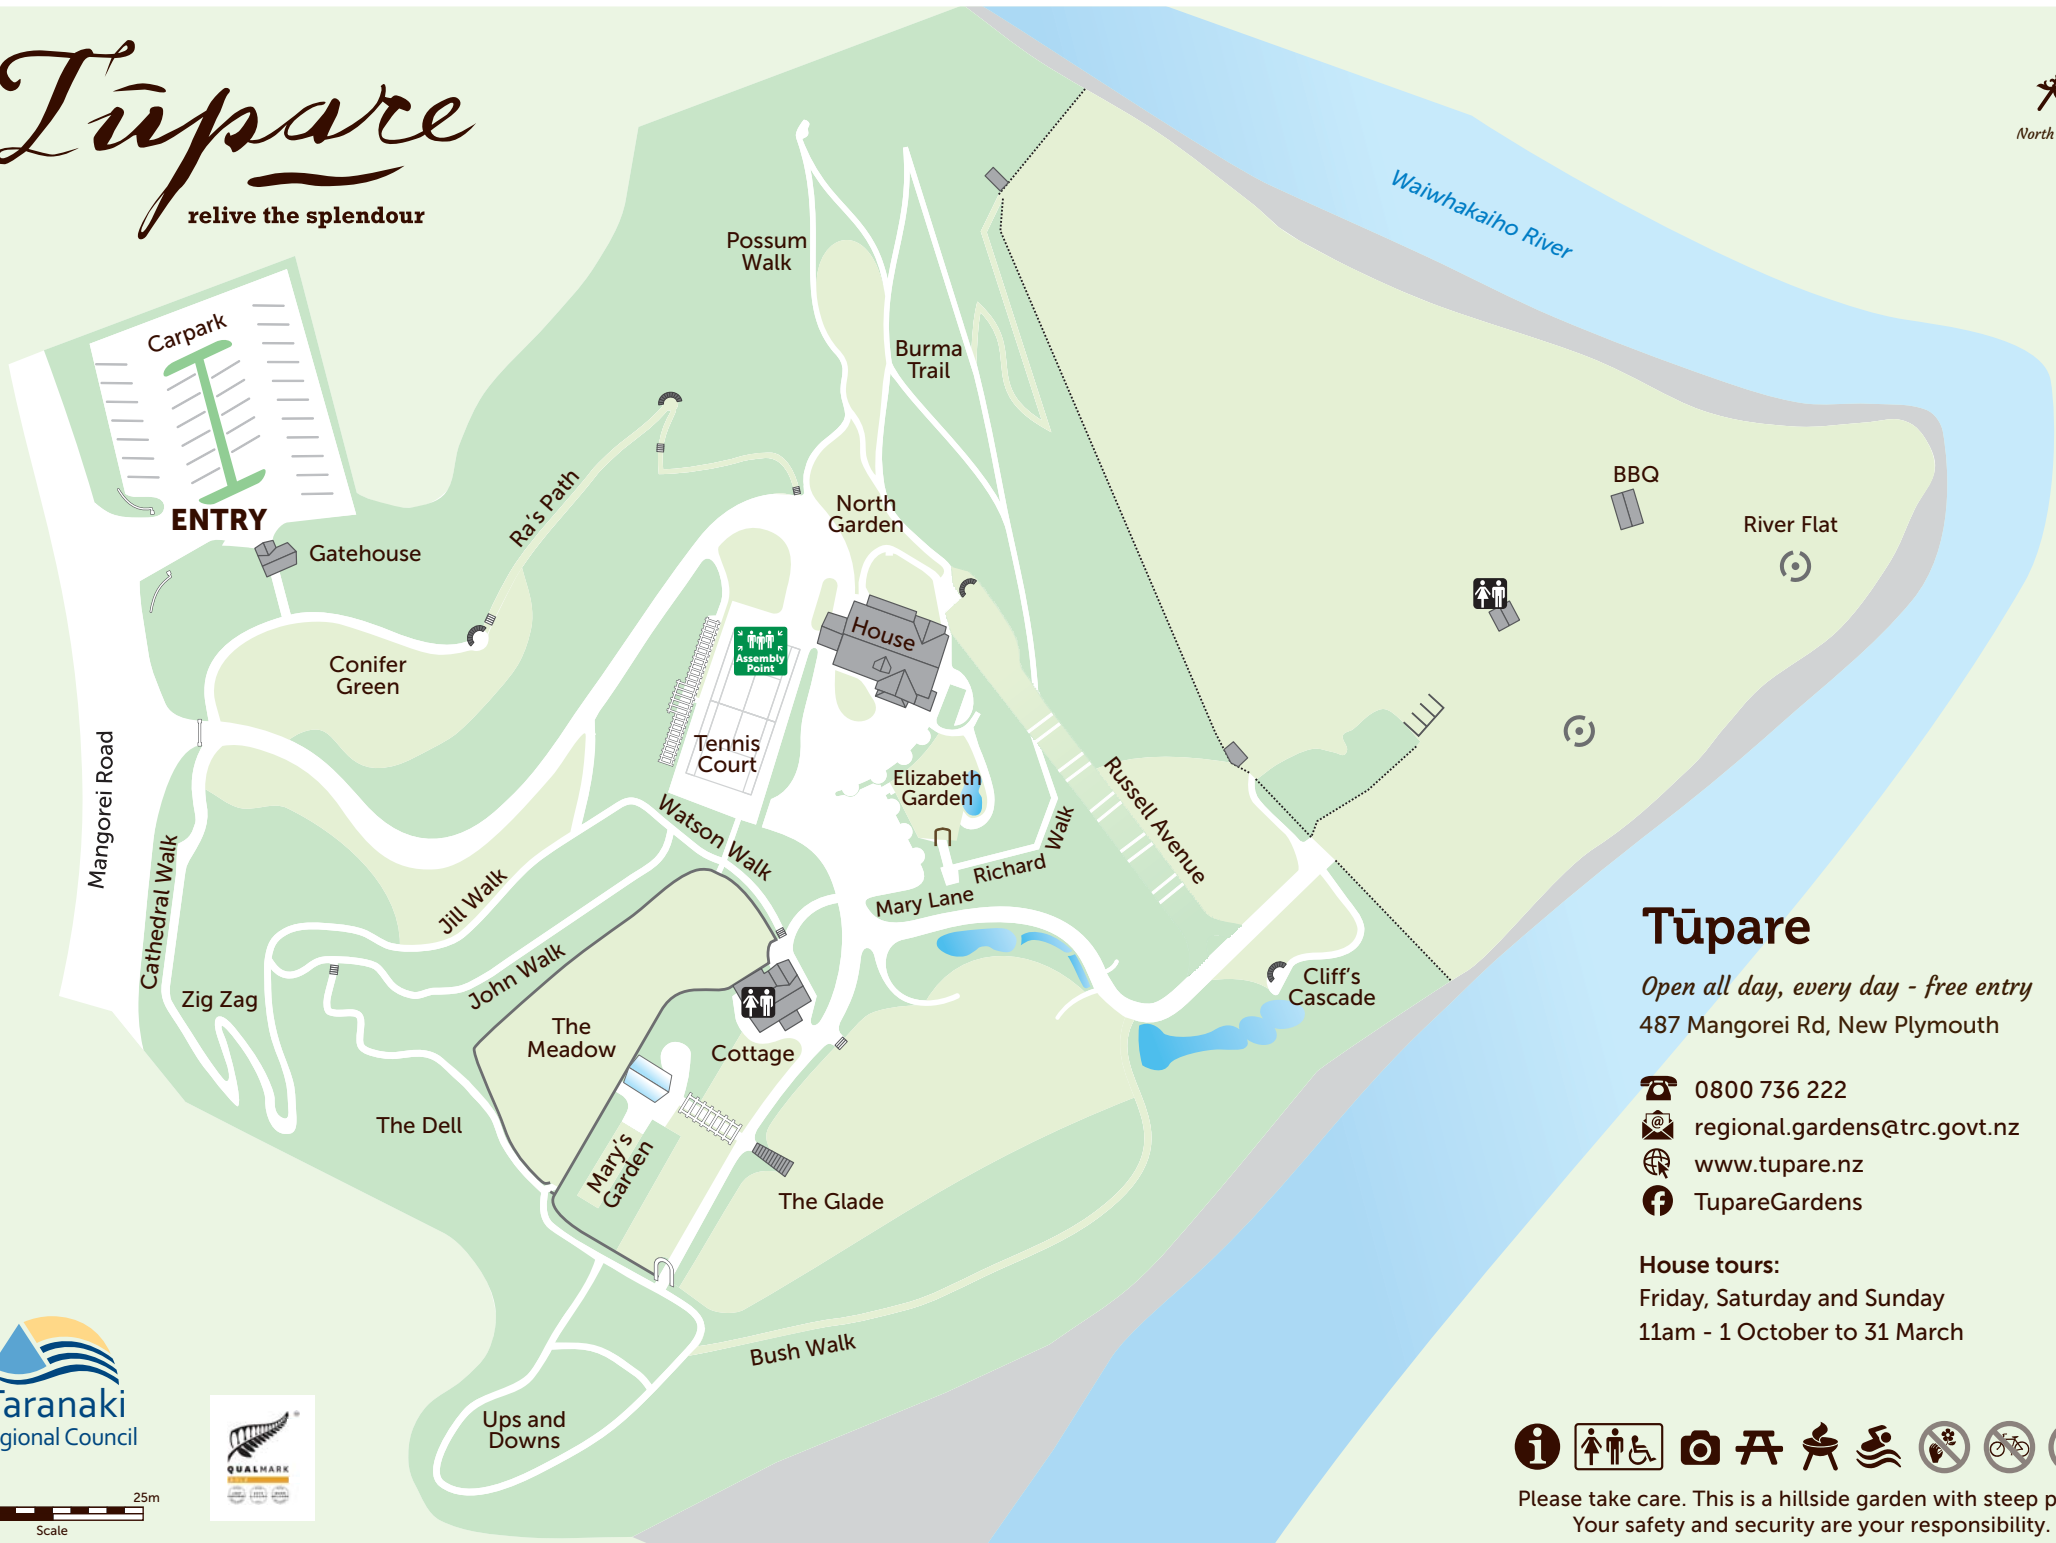 Tūpare
relive the splendour
North
Waiwhakaiho River
Possum
Walk
Carpark
Burma
Trail
BBQ
River Flat
Ra's Path
North
Garden
ENTRY
Gatehouse
House
Assembly
Point
Conifer
Green
Tennis
Court
Elizabeth
Garden
Mangorei Road
Russell Avenue
Watson Walk
Richard Walk
Mary Lane
Cathedral Walk
Jill Walk
John Walk
Zig Zag
Cliff's
Cascade
The
Meadow
Cottage
The Dell
Mary's
Garden
The Glade
Bush Walk
Ups and
Downs
Tūpare
Open all day, every day - free entry
487 Mangorei Rd, New Plymouth
0800 736 222
regional.gardens@trc.govt.nz
www.tupare.nz
TupareGardens
House tours:
Friday, Saturday and Sunday
11am - 1 October to 31 March
Taranaki
gional Council
QUALMARK
25m
Scale
Please take care. This is a hillside garden with steep p
Your safety and security are your responsibility.